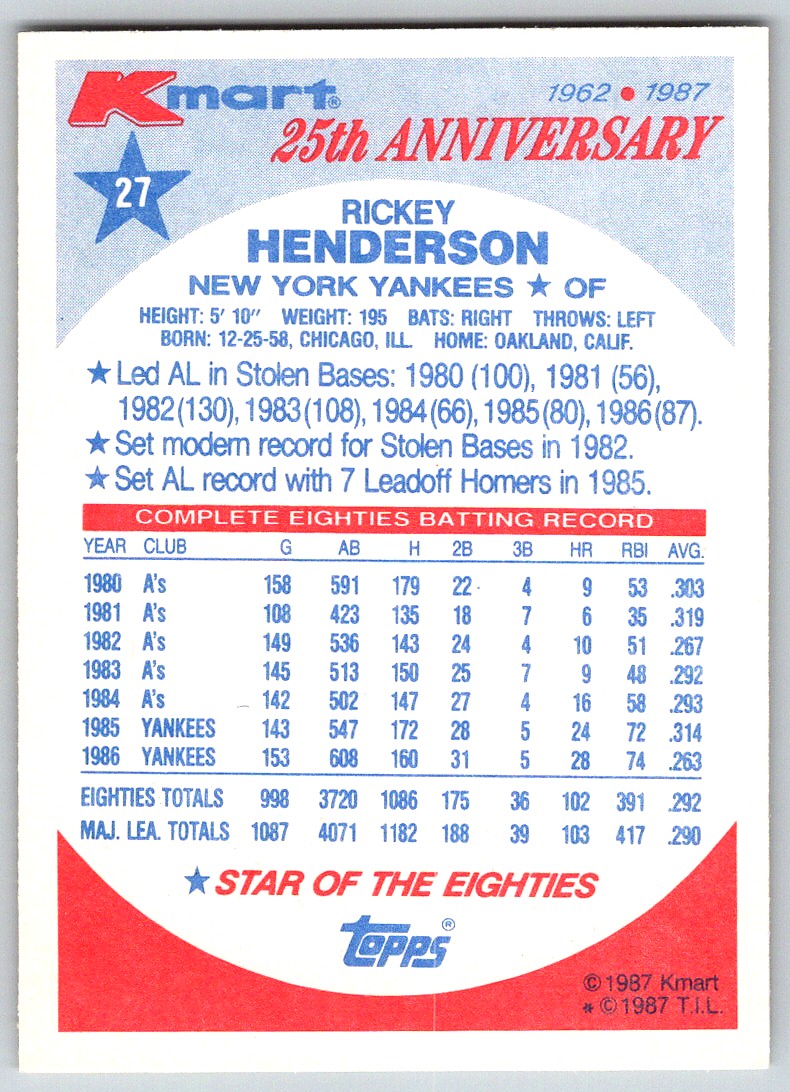 Kmart®
1962 • 1987
25th ANNIVERSARY
27
RICKEY
HENDERSON
NEW YORK YANKEES ★ OF
HEIGHT: 5' 10" WEIGHT: 195 BATS: RIGHT THROWS: LEFT
BORN: 12-25-58, CHICAGO, ILL. HOME: OAKLAND, CALIF.
★ Led AL in Stolen Bases: 1980 (100), 1981 (56),
1982 (130), 1983 (108), 1984 (66), 1985 (80), 1986 (87).
★ Set modern record for Stolen Bases in 1982.
★ Set AL record with 7 Leadoff Homers in 1985.
COMPLETE EIGHTIES BATTING RECORD
YEAR CLUB G AB H 2B 3B HR RBI AVG.
1980 A's 158 591 179 22 4 9 53 .303
1981 A's 108 423 135 18 7 6 35 .319
1982 A's 149 536 143 24 4 10 51 .267
1983 A's 145 513 150 25 7 9 48 .292
1984 A's 142 502 147 27 4 16 58 .293
1985 YANKEES 143 547 172 28 5 24 72 .314
1986 YANKEES 153 608 160 31 5 28 74 .263
EIGHTIES TOTALS 998 3720 1086 175 36 102 391 .292
MAJ. LEA. TOTALS 1087 4071 1182 188 39 103 417 .290
★ STAR OF THE EIGHTIES
topps®
©1987 Kmart
* ©1987 T.I.L.